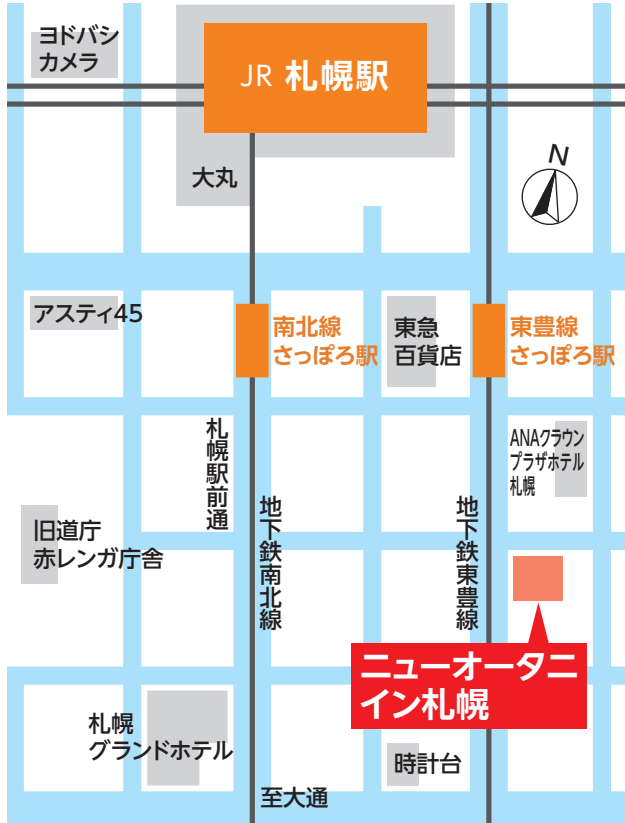 ヨドバシ
カメラ
JR 札幌駅
大丸
N
アスティ45
南北線
さっぽろ駅
東急
百貨店
東豊線
さっぽろ駅
札幌駅前通
ANAクラウン
プラザホテル
札幌
地下鉄南北線
地下鉄東豊線
旧道庁
赤レンガ庁舎
ニューオータニ
イン札幌
札幌
グランドホテル
時計台
至大通